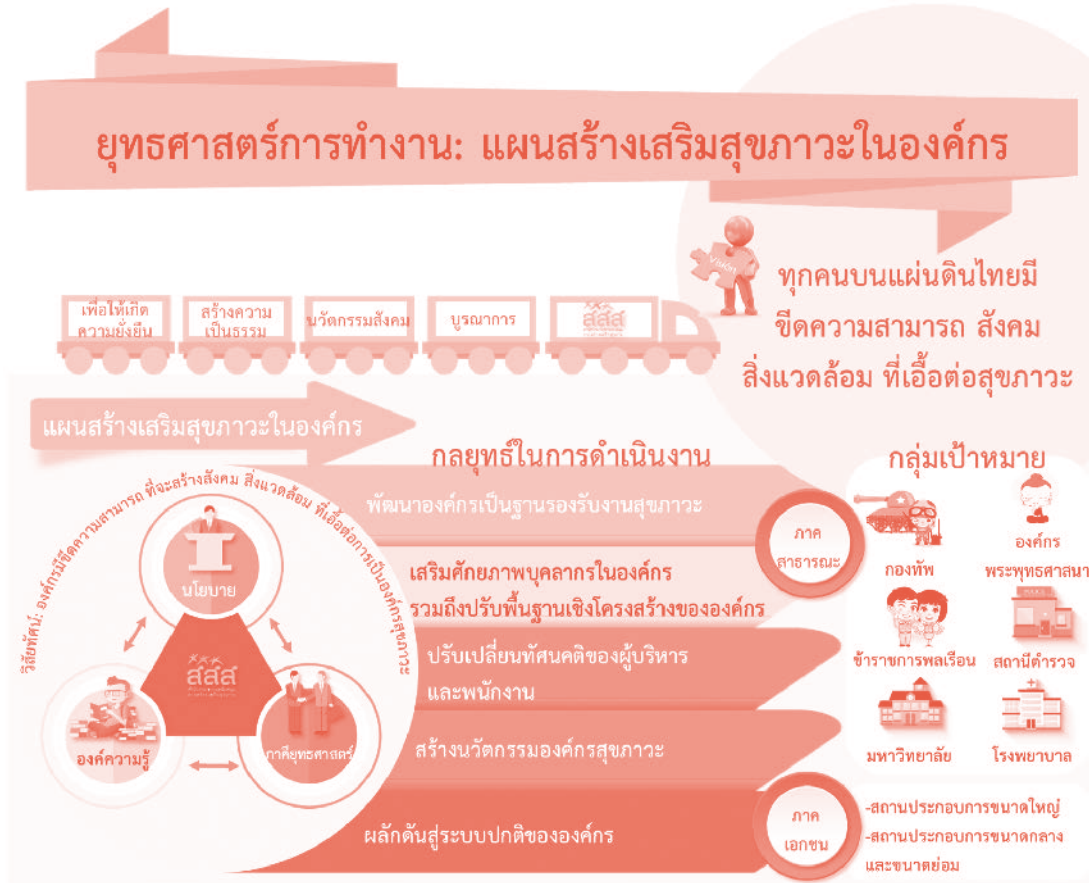 ยุทธศาสตร์การทำงาน: แผนสร้างเสริมสุขภาวะในองค์กร
Vision
ทุกคนบนแผ่นดินไทยมี
ขีดความสามารถ สังคม
สิ่งแวดล้อม ที่เอื้อต่อสุขภาวะ
เพื่อให้เกิด
ความยั่งยืน
สร้างความ
เป็นธรรม
นวัตกรรมสังคม
บูรณาการ
สสส
แผนสร้างเสริมสุขภาวะในองค์กร
วิสัยทัศน์: องค์กรมีขีดความสามารถ ที่จะสร้างสังคม สิ่งแวดล้อม ที่เอื้อต่อการเป็นองค์กรสุขภาวะ
นโยบาย
สสส
องค์ความรู้
ภาคียุทธศาสตร์
กลยุทธ์ในการดำเนินงาน
พัฒนาองค์กรเป็นฐานรองรับงานสุขภาวะ
เสริมศักยภาพบุคลากรในองค์กร
รวมถึงปรับพื้นฐานเชิงโครงสร้างขององค์กร
ปรับเปลี่ยนทัศนคติของผู้บริหาร
และพนักงาน
สร้างนวัตกรรมองค์กรสุขภาวะ
ผลักดันสู่ระบบปกติขององค์กร
กลุ่มเป้าหมาย
ภาค
สาธารณะ
กองทัพ
องค์กร
พระพุทธศาสนา
ข้าราชการพลเรือน
สถานีตำรวจ
มหาวิทยาลัย
โรงพยาบาล
ภาค
เอกชน
-สถานประกอบการขนาดใหญ่
-สถานประกอบการขนาดกลาง
และขนาดย่อม